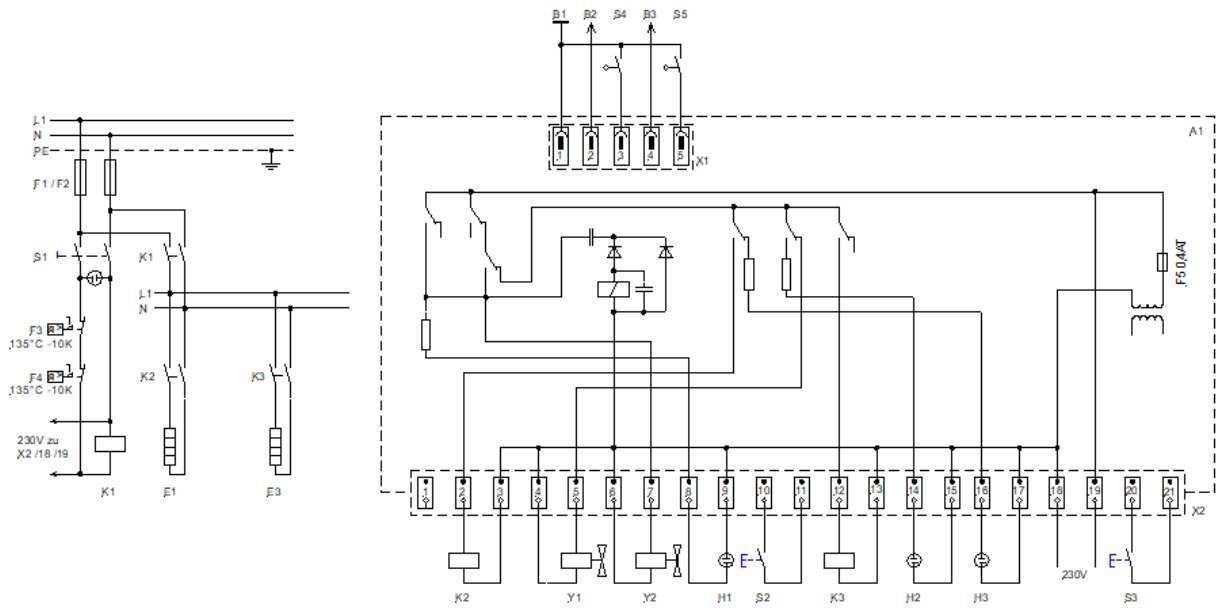 B1 B2 S4 B3 S5
L1
N
PE
F1 / F2
S1
K1
L1
N
F3
135°C -10K
F4
135°C -10K
K2
K3
230V zu
X2 /18 /19
K1 E1 E3
A1
1 2 3 4 5
X1
F5 0,4AT
1 2 3 4 5 6 7 8 9 10 11 12 13 14 15 16 17 18 19 20 21
X2
230V
K2 Y1 Y2 H1 S2 K3 H2 H3 S3